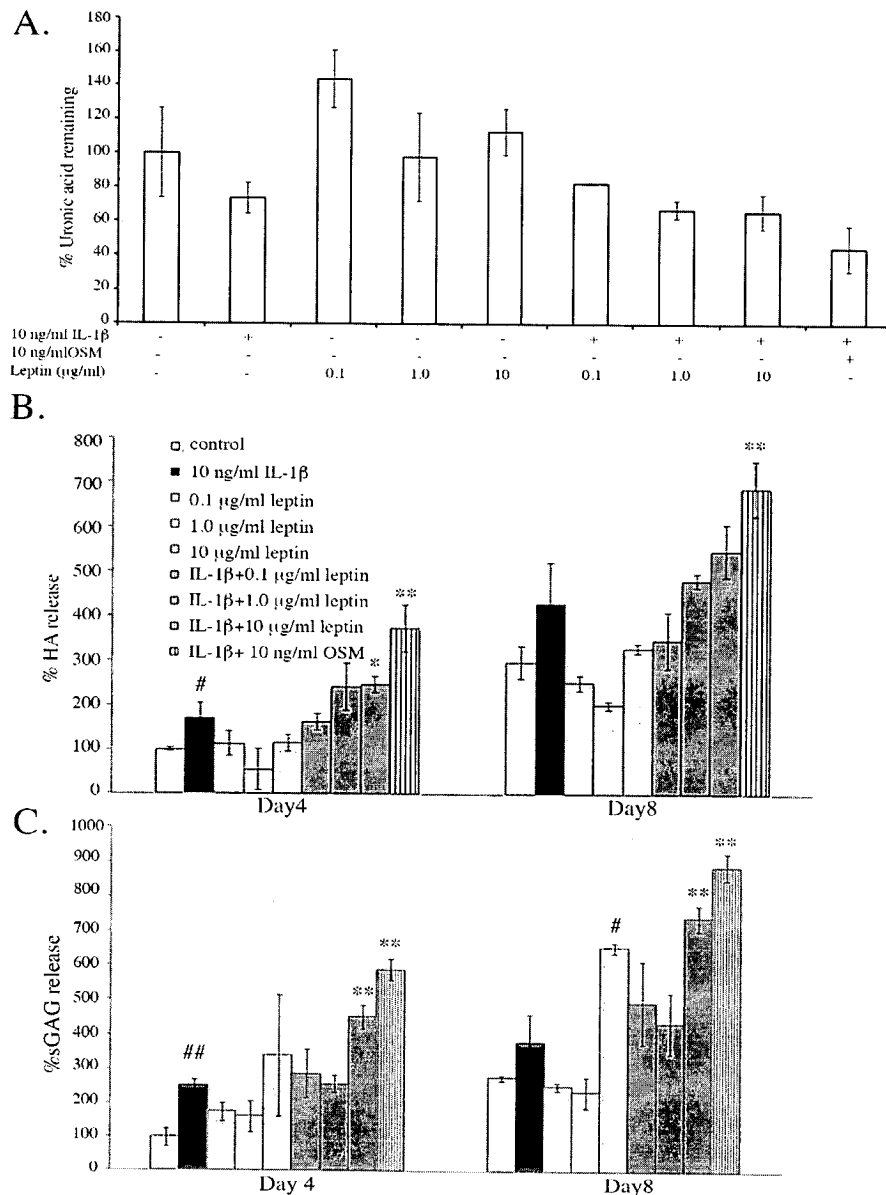 A.
% Uronic acid remaining
180
160
140
120
100
80
60
40
20
0
10 ng/ml IL-1β - + - - - + + + +
10 ng/mlOSM - - - - - - - - +
Leptin (µg/ml) - - 0.1 1.0 10 0.1 1.0 10 -
B.
% HA release
800
700
600
500
400
300
200
100
0
control
10 ng/ml IL-1β
0.1 µg/ml leptin
1.0 µg/ml leptin
10 µg/ml leptin
IL-1β+0.1 µg/ml leptin
IL-1β+1.0 µg/ml leptin
IL-1β+10 µg/ml leptin
IL-1β+ 10 ng/ml OSM
# * ** **
Day4 Day8
C.
%sGAG release
1000
900
800
700
600
500
400
300
200
100
0
## ** ** # ** **
Day 4 Day8